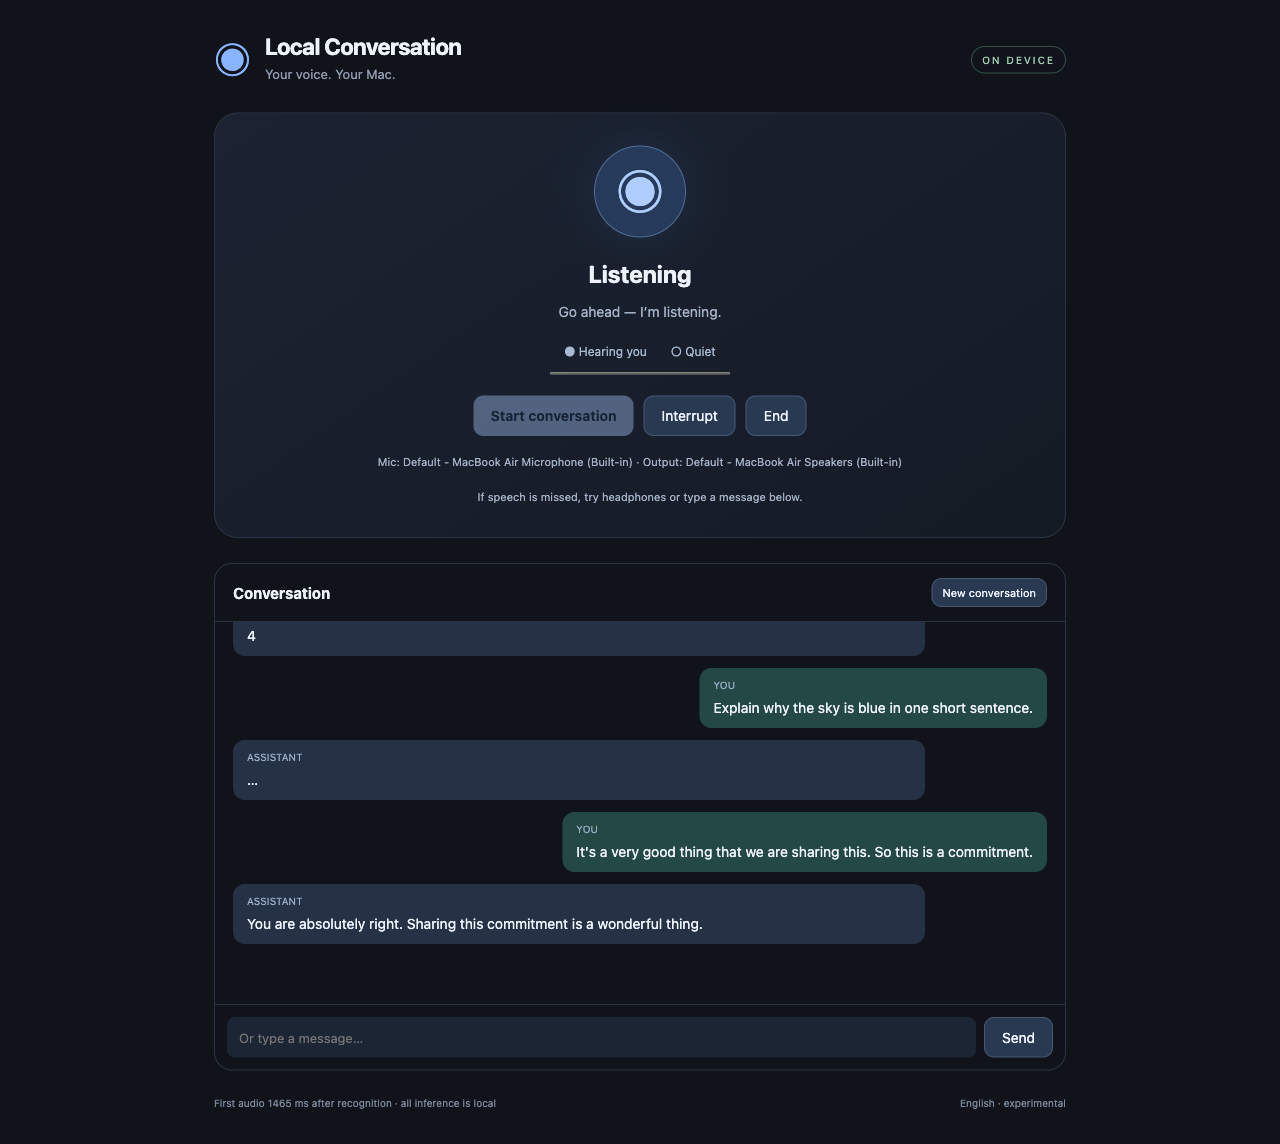 Local Conversation
Your voice. Your Mac.
ON DEVICE
Listening
Go ahead — I’m listening.
Hearing you Quiet
Start conversation Interrupt End
Mic: Default - MacBook Air Microphone (Built-in) · Output: Default - MacBook Air Speakers (Built-in)
If speech is missed, try headphones or type a message below.
Conversation New conversation
4
YOU
Explain why the sky is blue in one short sentence.
ASSISTANT
…
YOU
It's a very good thing that we are sharing this. So this is a commitment.
ASSISTANT
You are absolutely right. Sharing this commitment is a wonderful thing.
Or type a message… Send
First audio 1465 ms after recognition · all inference is local English · experimental